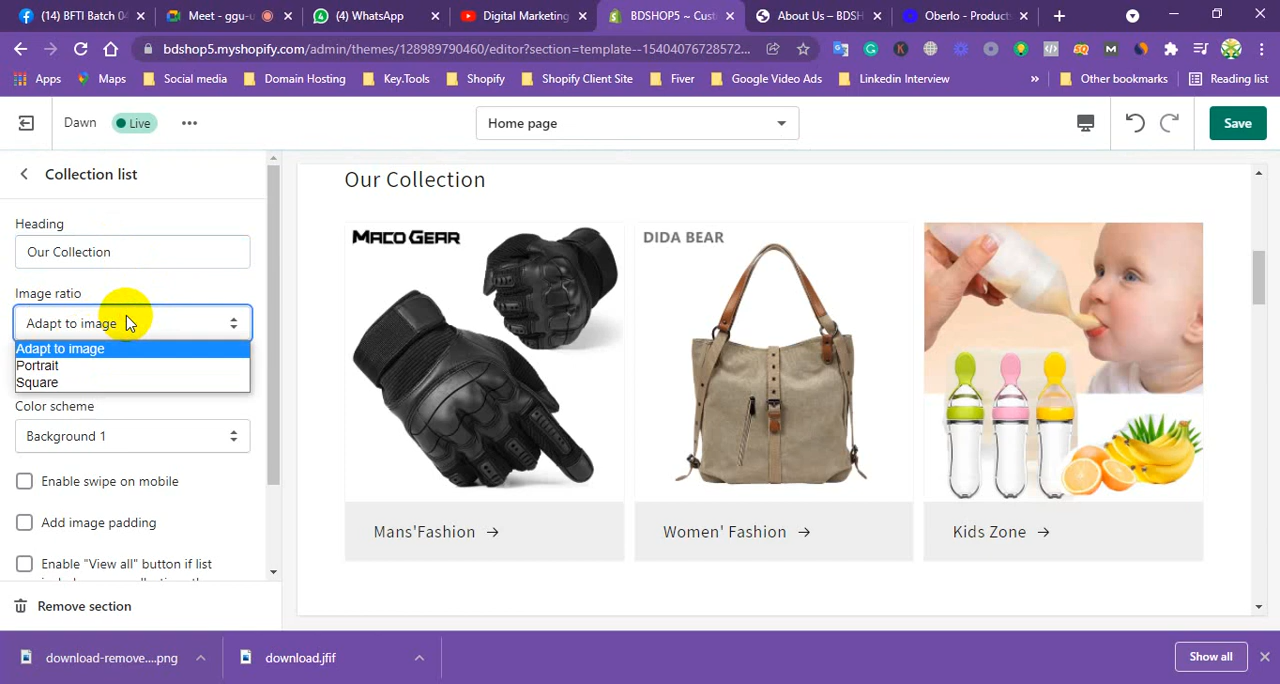 (14) BFTI Batch 04
Meet - ggu-u
(4) WhatsApp
Digital Marketing
BDSHOP5 ~ Cust
About Us – BDSH
Oberlo - Product
bdshop5.myshopify.com/admin/themes/128989790460/editor?section=template--15404076728572...
Apps
Maps
Social media
Domain Hosting
Key.Tools
Shopify
Shopify Client Site
Fiver
Google Video Ads
Linkedin Interview
»
Other bookmarks
Reading list
Dawn
Live
Home page
Save
Collection list
Heading
Our Collection
Image ratio
Adapt to image
Adapt to image
Portrait
Square
Color scheme
Background 1
Enable swipe on mobile
Add image padding
Enable "View all" button if list
Remove section
Our Collection
MACO GEAR
DIDA BEAR
Mans'Fashion →
Women' Fashion →
Kids Zone →
download-remove....png
download.jfif
Show all